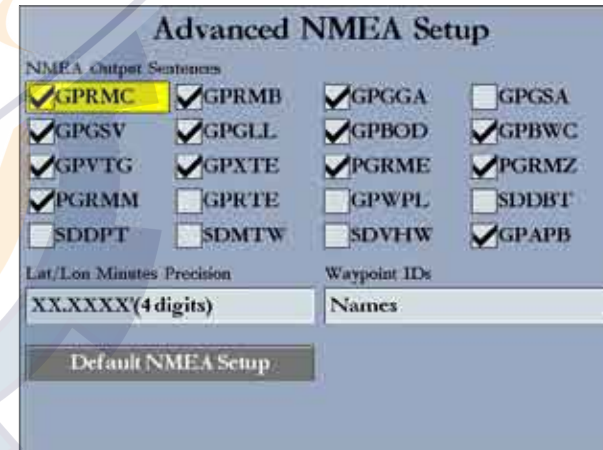 Advanced NMEA Setup
NMEA Output Sentences
GPRMC GPRMB GPGGA GPGSA
GPGSV GPGLL GPBOD GPBWC
GPVTG GPXTE PGRME PGRMZ
PGRMM GPRTE GPWPL SDDBT
SDDPT SDMTW SDVHW GPAPB
Lat/Lon Minutes Precision Waypoint IDs
XX.XXXX'(4 digits) Names
Default NMEA Setup